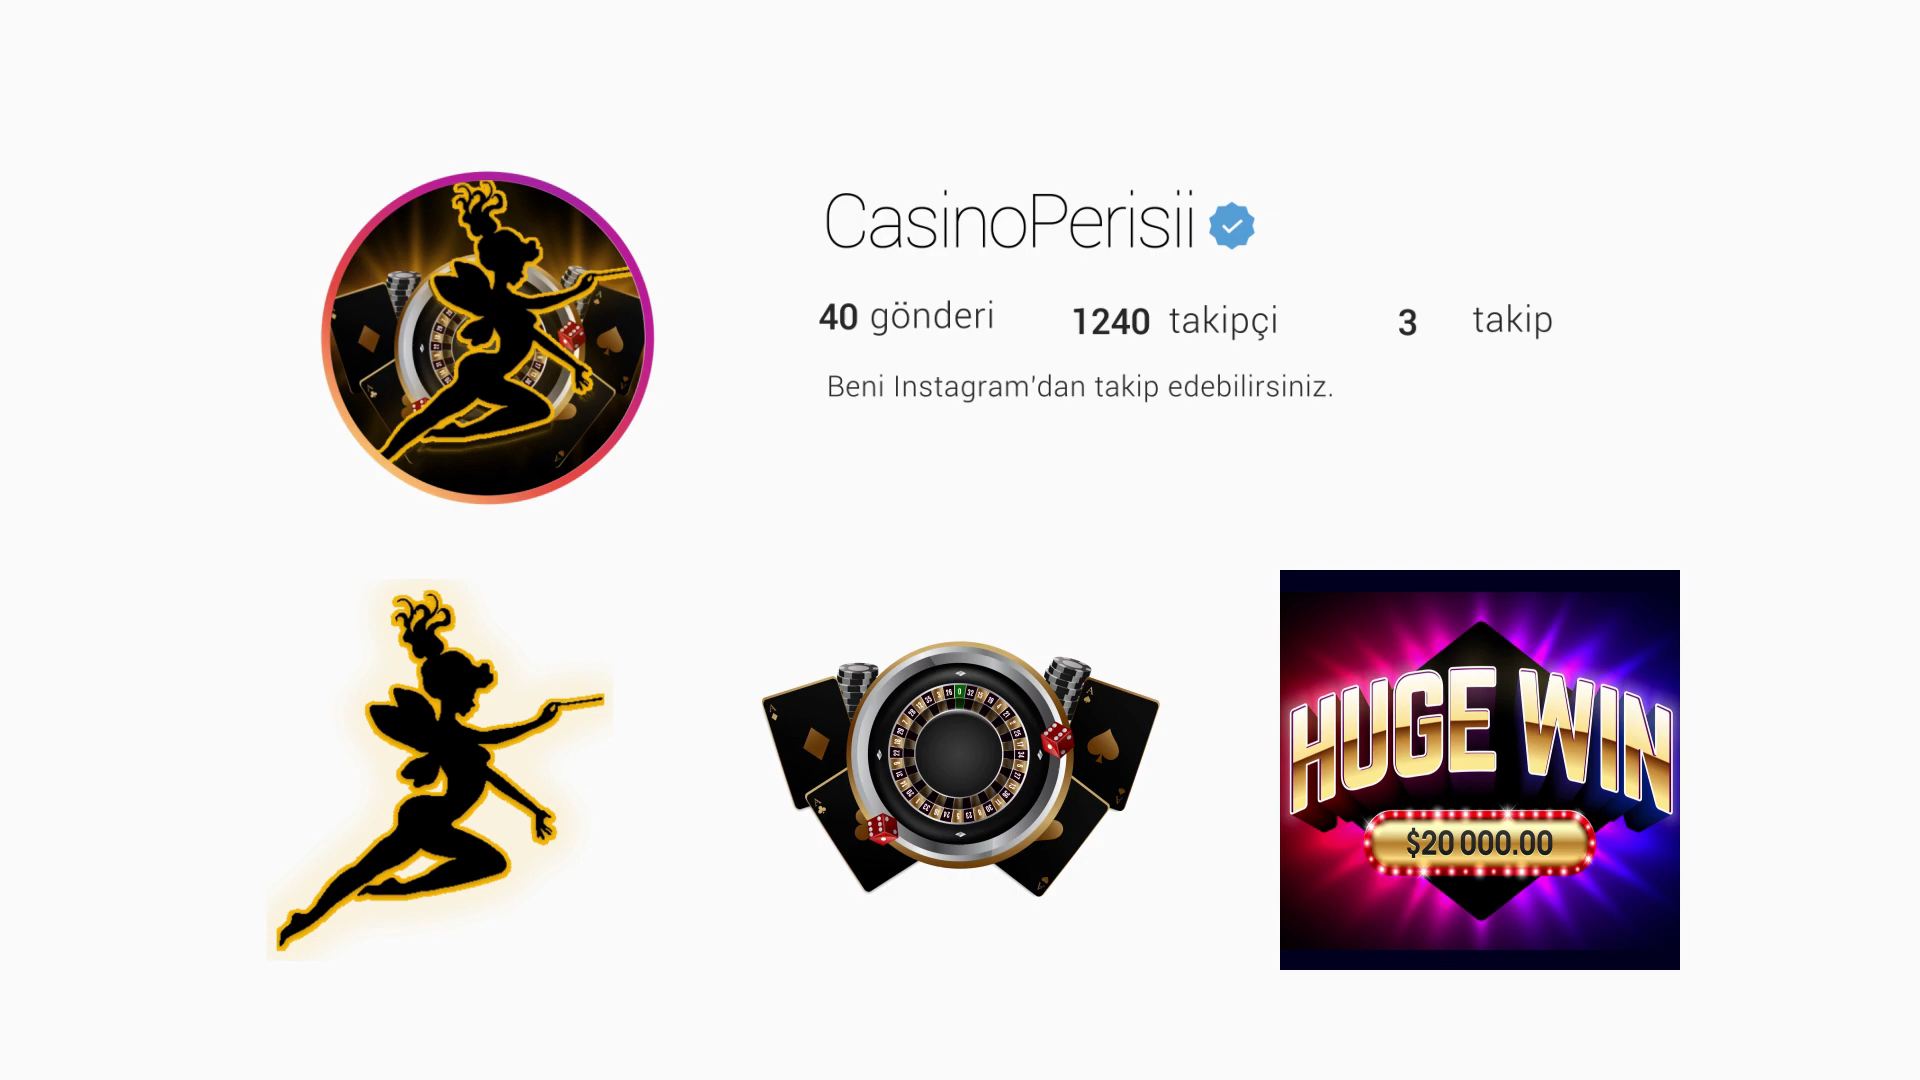 CasinoPerisii
40 gönderi 1240 takipçi 3 takip
Beni Instagram'dan takip edebilirsiniz.
HUGE WIN
$20 000.00